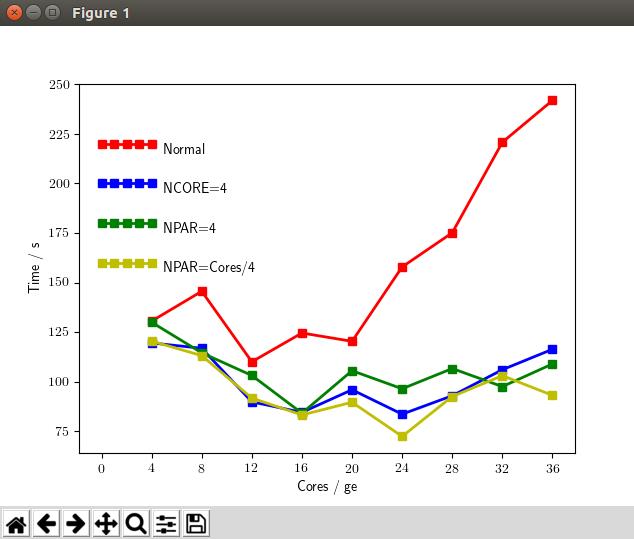 Figure 1
250
225
200
175
150
125
100
75
Time / s
Normal
NCORE=4
NPAR=4
NPAR=Cores/4
0 4 8 12 16 20 24 28 32 36
Cores / ge